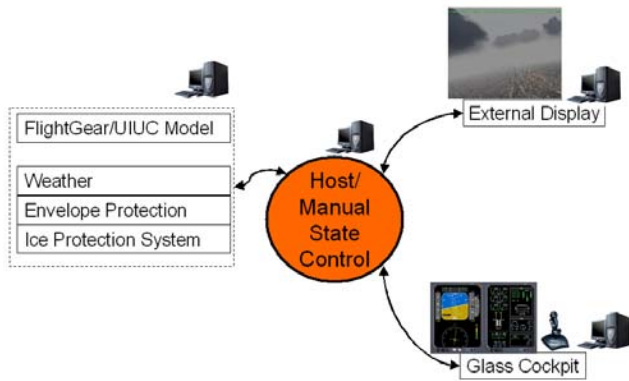 FlightGear/UIUC Model
Weather
Envelope Protection
Ice Protection System
Host/
Manual
State
Control
External Display
Glass Cockpit